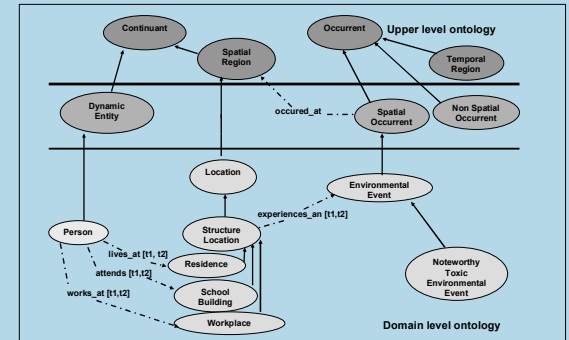 Continuant
Occurrent
Upper level ontology
Spatial
Region
Temporal
Region
Dynamic
Entity
occured_at
Spatial
Occurrent
Non Spatial
Occurrent
Location
Environmental
Event
experiences_an [t1,t2]
Person
Structure
Location
lives_at [t1, t2]
Residence
attends [t1,t2]
School
Building
works_at [t1,t2]
Workplace
Noteworthy
Toxic
Environmental
Event
Domain level ontology